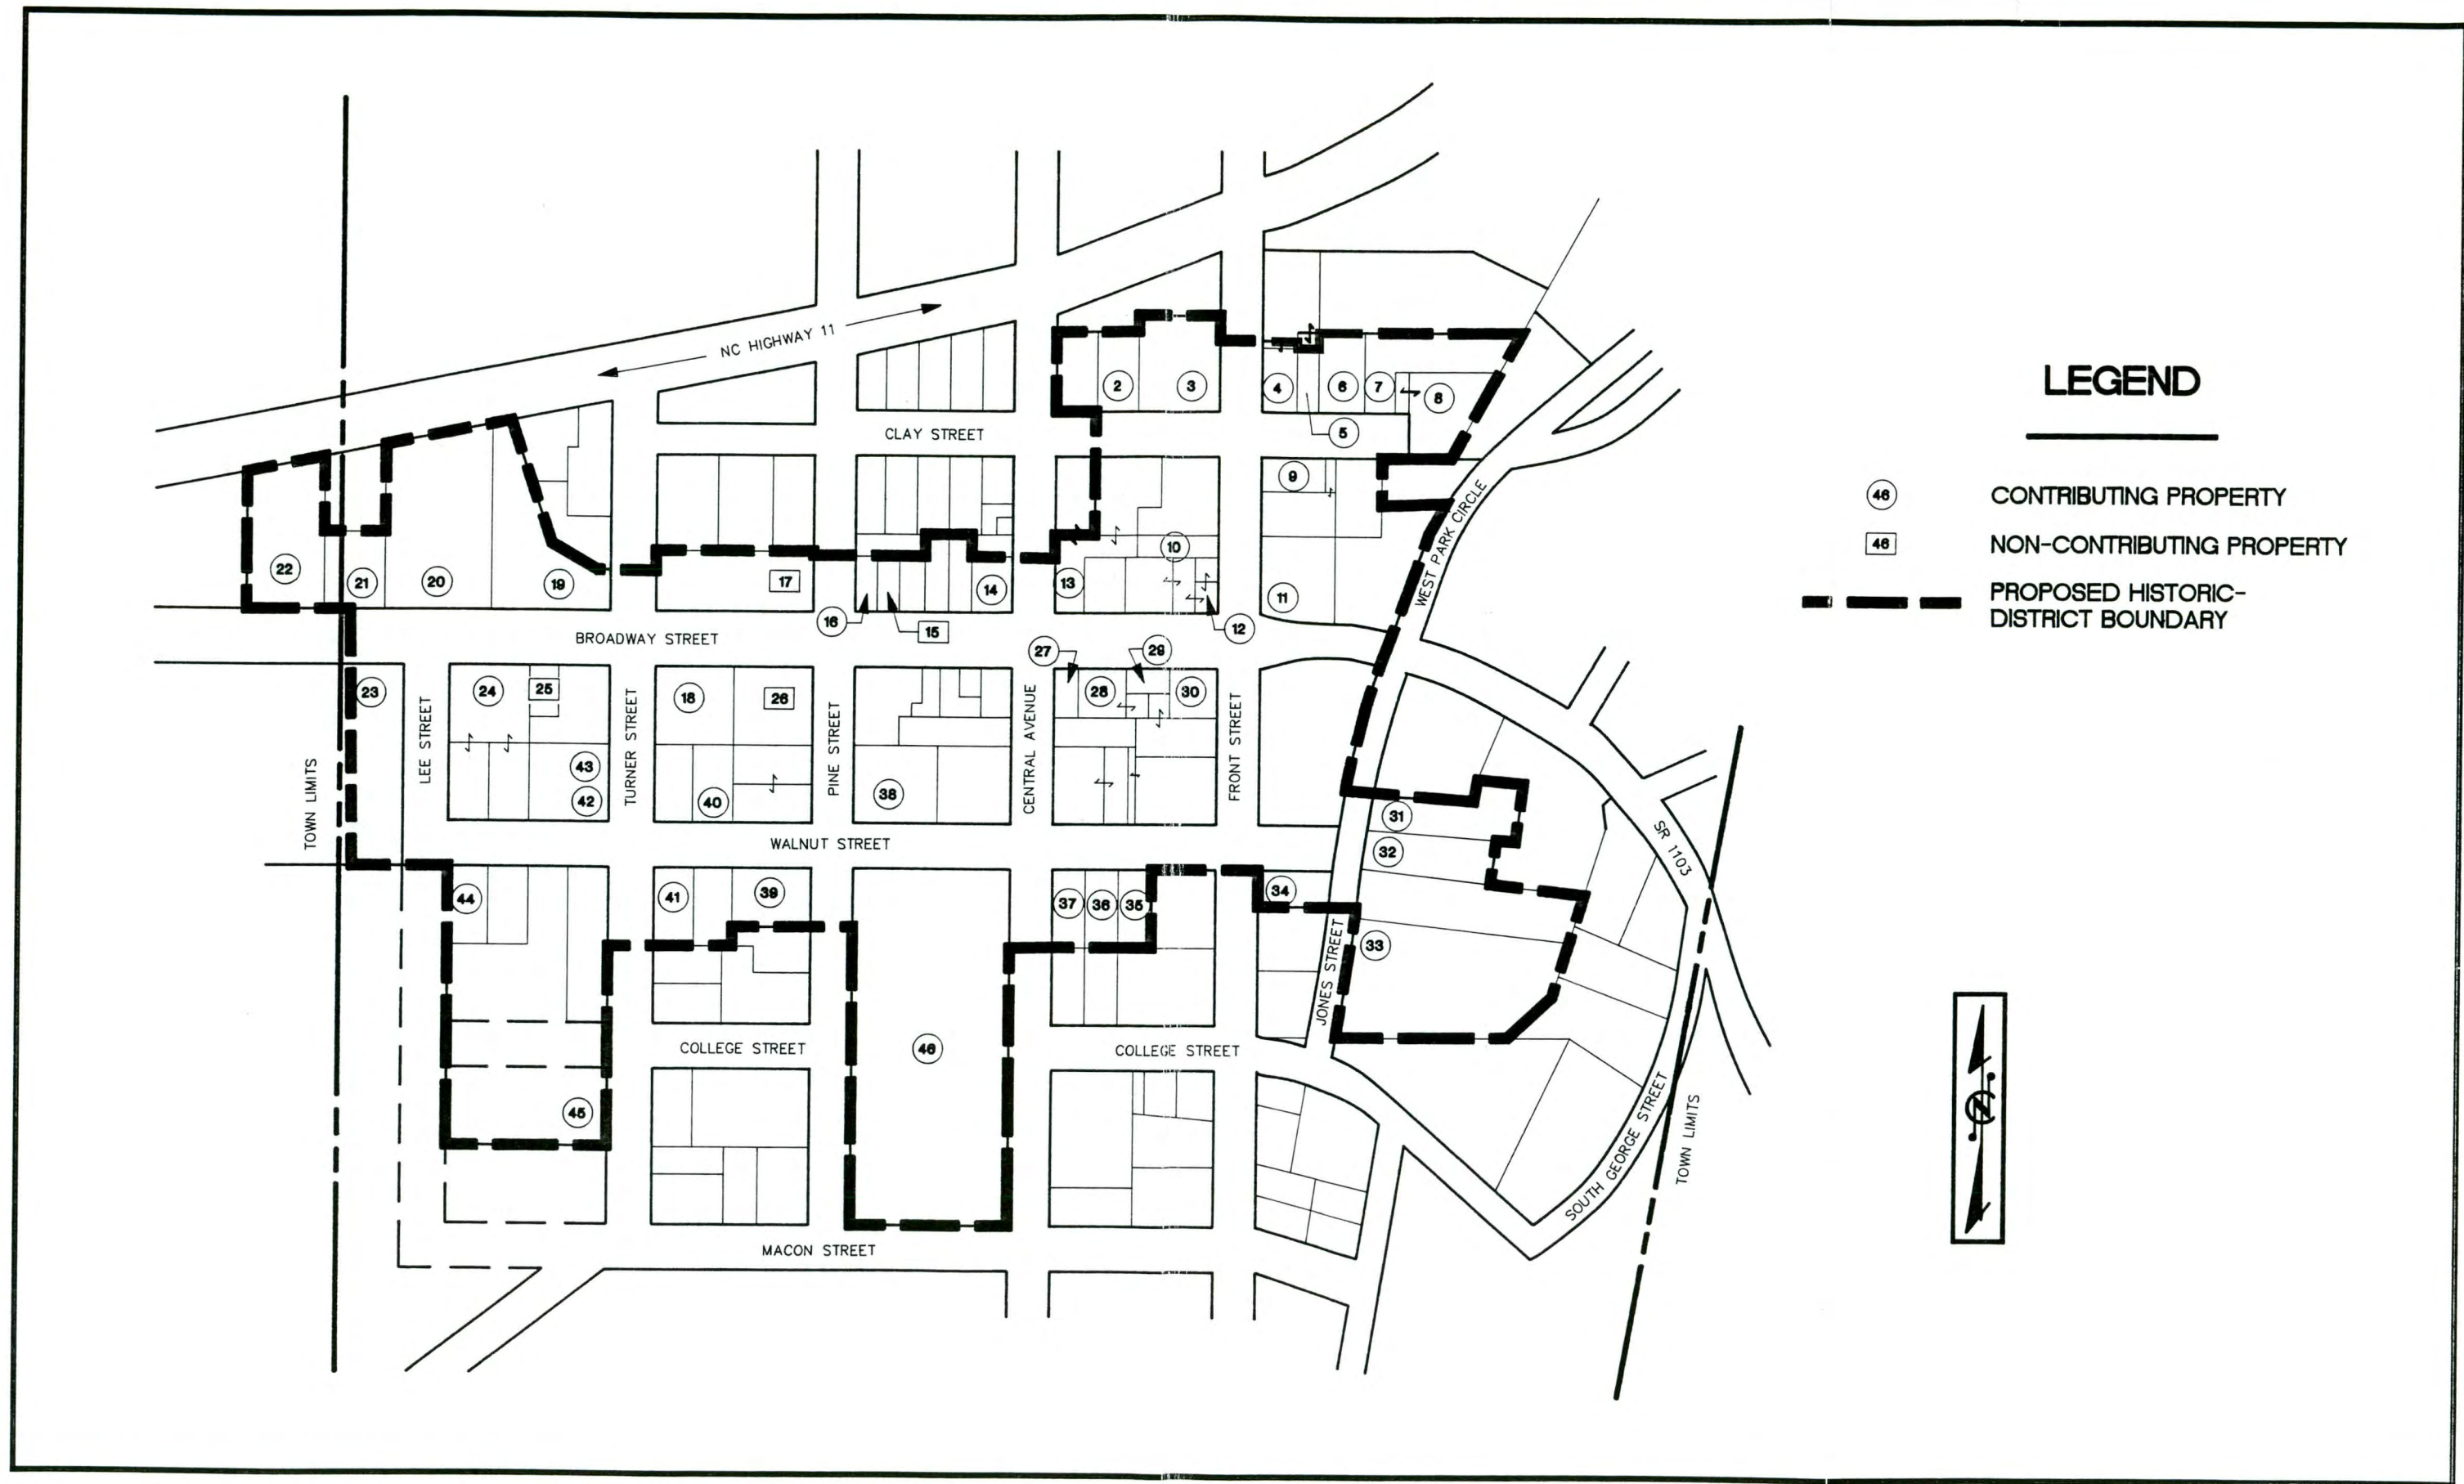 NC HIGHWAY 11
2
3
4
6
7
8
5
CLAY STREET
9
WEST PARK CIRCLE
10
22
21
20
19
17
14
13
11
16
15
12
BROADWAY STREET
27
29
23
24
25
18
26
28
30
LEE STREET
TURNER STREET
PINE STREET
CENTRAL AVENUE
FRONT STREET
43
42
40
38
TOWN LIMITS
31
32
SR 1103
WALNUT STREET
44
41
39
37
36
35
34
33
JONES STREET
COLLEGE STREET
46
COLLEGE STREET
45
SOUTH GEORGE STREET
TOWN LIMITS
MACON STREET
LEGEND
46 CONTRIBUTING PROPERTY
46 NON-CONTRIBUTING PROPERTY
PROPOSED HISTORIC-
DISTRICT BOUNDARY
N